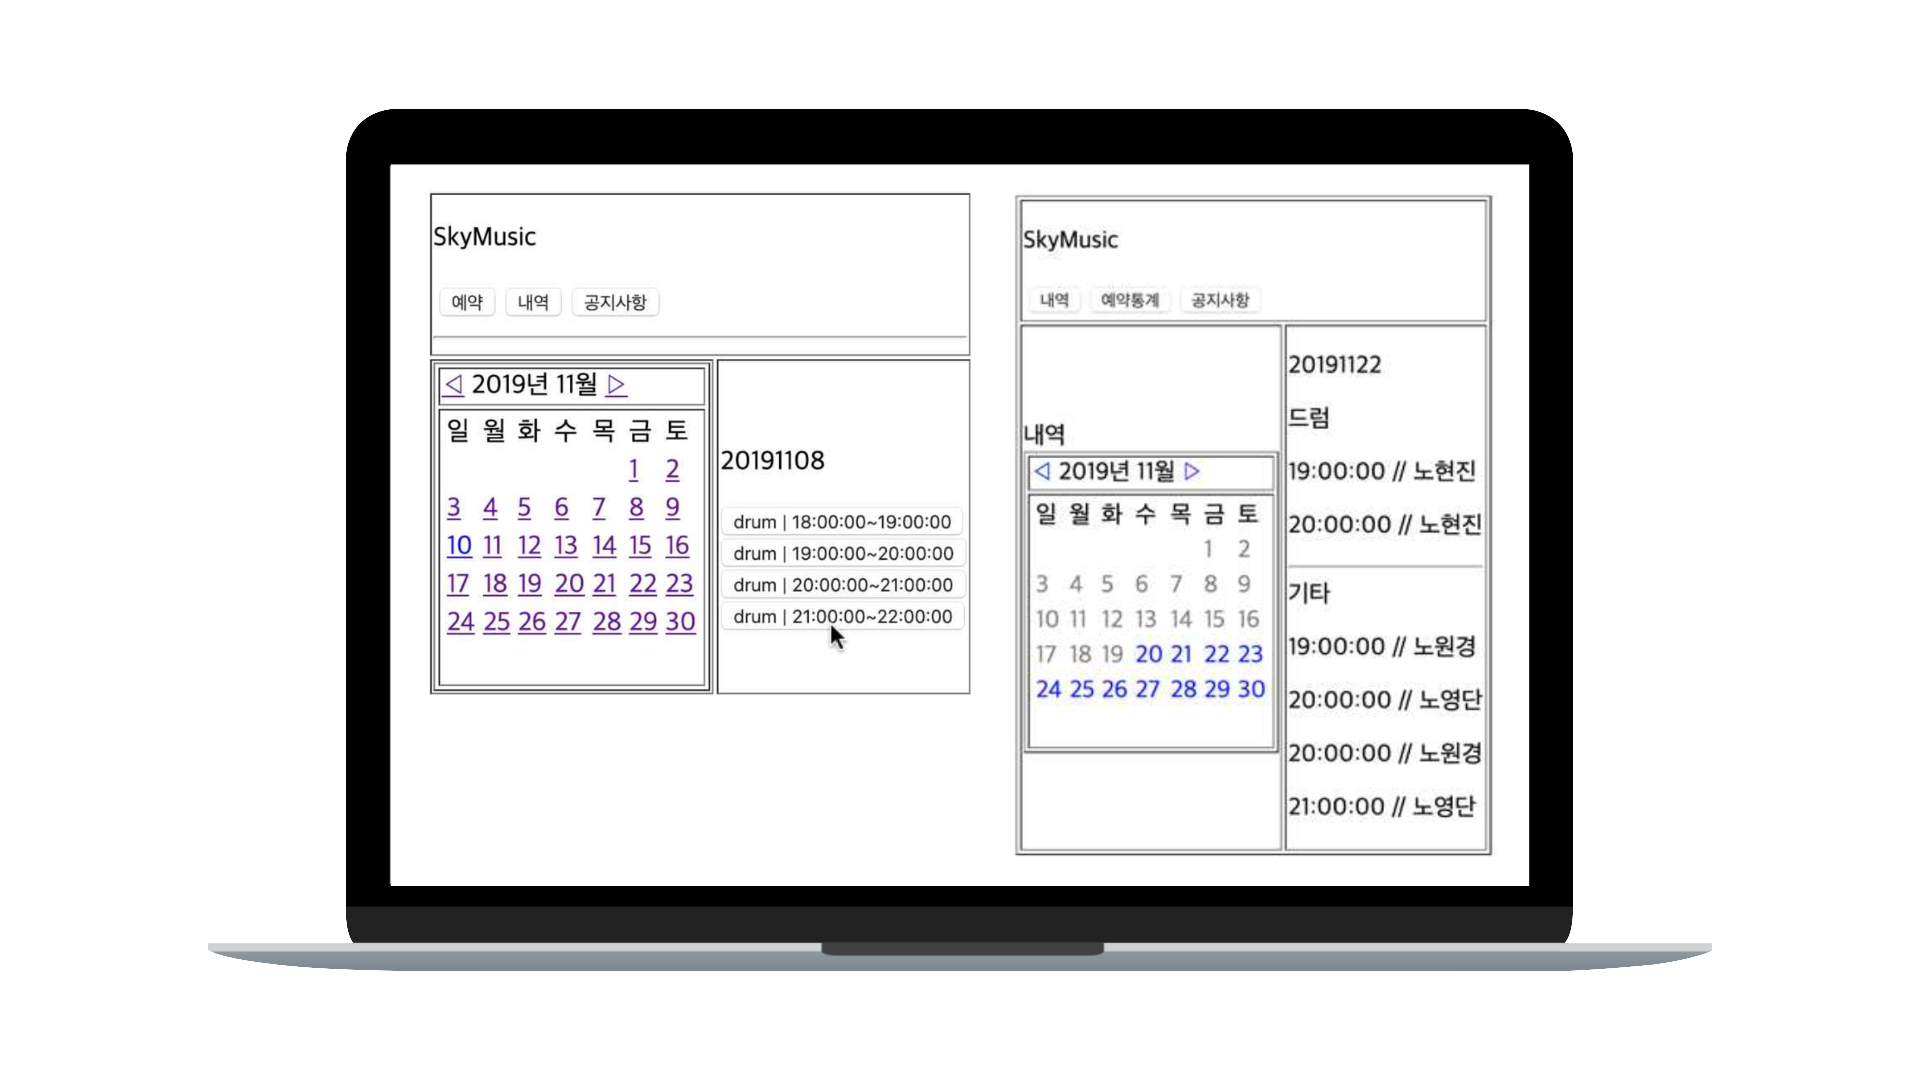 SkyMusic
예약 내역 공지사항
◁ 2019년 11월 ▷
일 월 화 수 목 금 토
1 2
3 4 5 6 7 8 9
10 11 12 13 14 15 16
17 18 19 20 21 22 23
24 25 26 27 28 29 30
20191108
drum | 18:00:00~19:00:00
drum | 19:00:00~20:00:00
drum | 20:00:00~21:00:00
drum | 21:00:00~22:00:00
SkyMusic
내역 예약통계 공지사항
내역
◁ 2019년 11월 ▷
일 월 화 수 목 금 토
1 2
3 4 5 6 7 8 9
10 11 12 13 14 15 16
17 18 19 20 21 22 23
24 25 26 27 28 29 30
20191122
드럼
19:00:00 // 노현진
20:00:00 // 노현진
기타
19:00:00 // 노원경
20:00:00 // 노영단
20:00:00 // 노원경
21:00:00 // 노영단